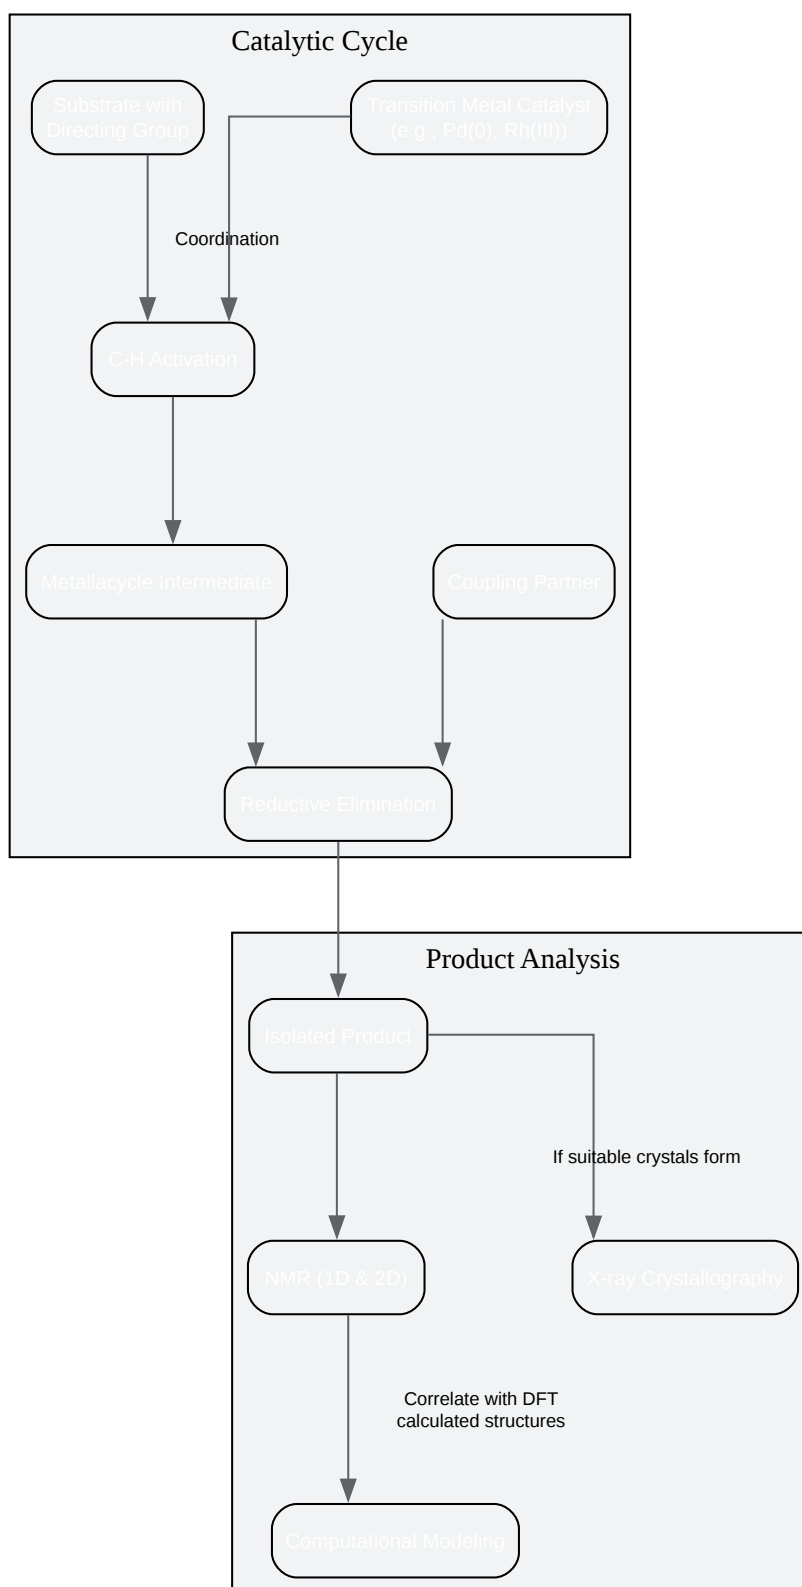 Catalytic Cycle
Substrate with
Directing Group
Transition Metal Catalyst
(e.g., Pd(0), Rh(III))
Coordination
C-H Activation
Metallacycle Intermediate
Coupling Partner
Reductive Elimination
Product Analysis
Isolated Product
If suitable crystals form
NMR (1D & 2D)
X-ray Crystallography
Correlate with DFT
calculated structures
Computational Modeling